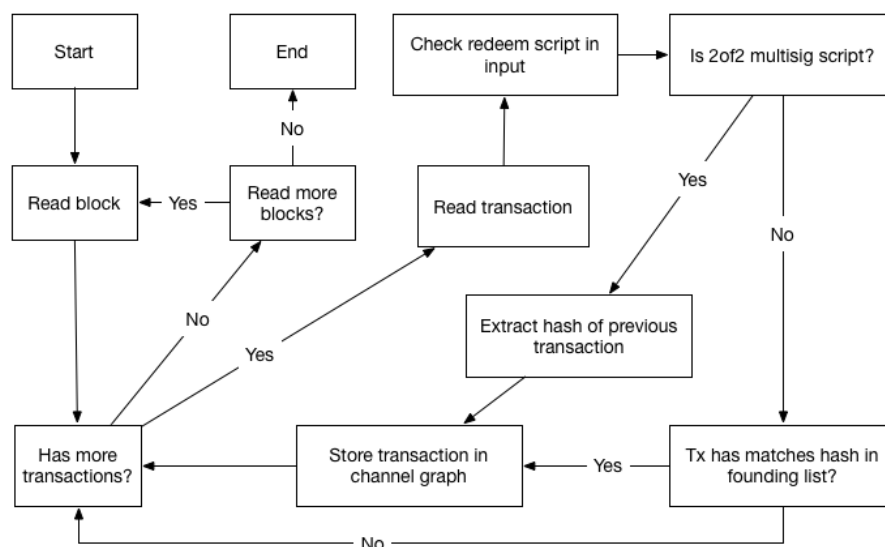 Start
End
Check redeem script in
input
Is 2of2 multisig script?
No
Read block
Yes
Read more
blocks?
Read transaction
Yes
No
No
Extract hash of previous
transaction
Yes
Has more
transactions?
Store transaction in
channel graph
Yes
Tx has matches hash in
founding list?
No